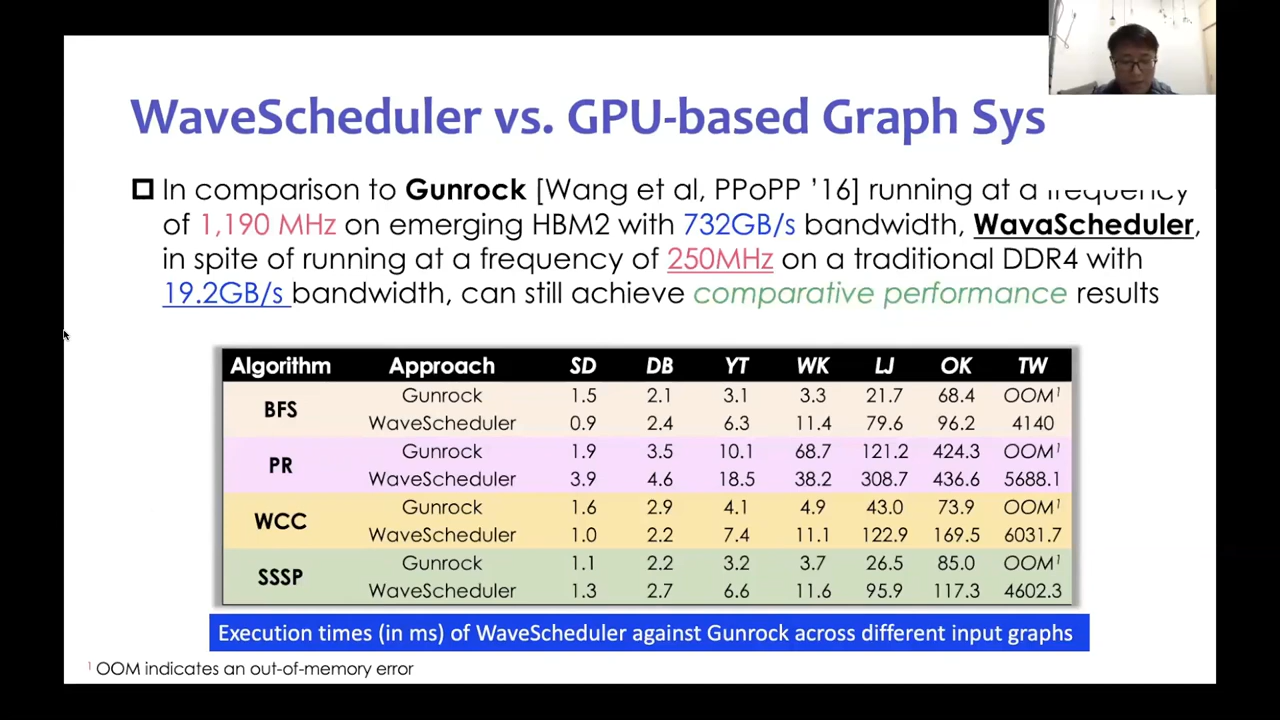 WaveScheduler vs. GPU-based Graph Sys
In comparison to Gunrock [Wang et al, PPoPP ’16] running at a frequency
of 1,190 MHz on emerging HBM2 with 732GB/s bandwidth, WavaScheduler,
in spite of running at a frequency of 250MHz on a traditional DDR4 with
19.2GB/s bandwidth, can still achieve comparative performance results
Algorithm Approach SD DB YT WK LJ OK TW
BFS
Gunrock 1.5 2.1 3.1 3.3 21.7 68.4 OOM¹
WaveScheduler 0.9 2.4 6.3 11.4 79.6 96.2 4140
PR
Gunrock 1.9 3.5 10.1 68.7 121.2 424.3 OOM¹
WaveScheduler 3.9 4.6 18.5 38.2 308.7 436.6 5688.1
WCC
Gunrock 1.6 2.9 4.1 4.9 43.0 73.9 OOM¹
WaveScheduler 1.0 2.2 7.4 11.1 122.9 169.5 6031.7
SSSP
Gunrock 1.1 2.2 3.2 3.7 26.5 85.0 OOM¹
WaveScheduler 1.3 2.7 6.6 11.6 95.9 117.3 4602.3
Execution times (in ms) of WaveScheduler against Gunrock across different input graphs
¹ OOM indicates an out-of-memory error